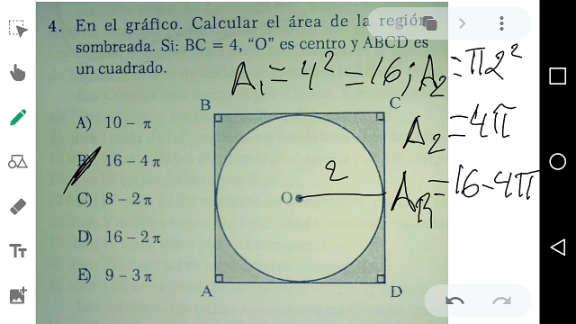 4. En el gráfico. Calcular el área de la región
sombreada. Si: BC = 4, "O" es centro y ABCD es
un cuadrado.
A₁ = 4² = 16; A₂ = π2²
A₂ = 4π
A_R = 16-4π
A) 10 – π
B) 16 – 4π
C) 8 – 2π
D) 16 – 2π
E) 9 – 3π
B
C
2
O
A
D
Tт